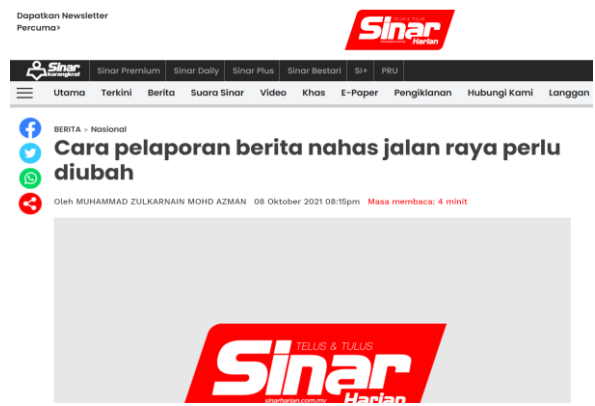 Dapatkan Newsletter
Percuma>
TELUS & TULUS
Sinar
Harian
Sinar
karangkraf
Sinar Premium Sinar Daily Sinar Plus Sinar Bestari SI+ PRU
Utama Terkini Berita Suara Sinar Video Khas E-Paper Pengiklanan Hubungi Kami Langgan
BERITA > Nasional
Cara pelaporan berita nahas jalan raya perlu
diubah
Oleh MUHAMMAD ZULKARNAIN MOHD AZMAN 08 Oktober 2021 08:15pm Masa membaca: 4 minit
TELUS & TULUS
Sinar
sinarharian.com.my Harian